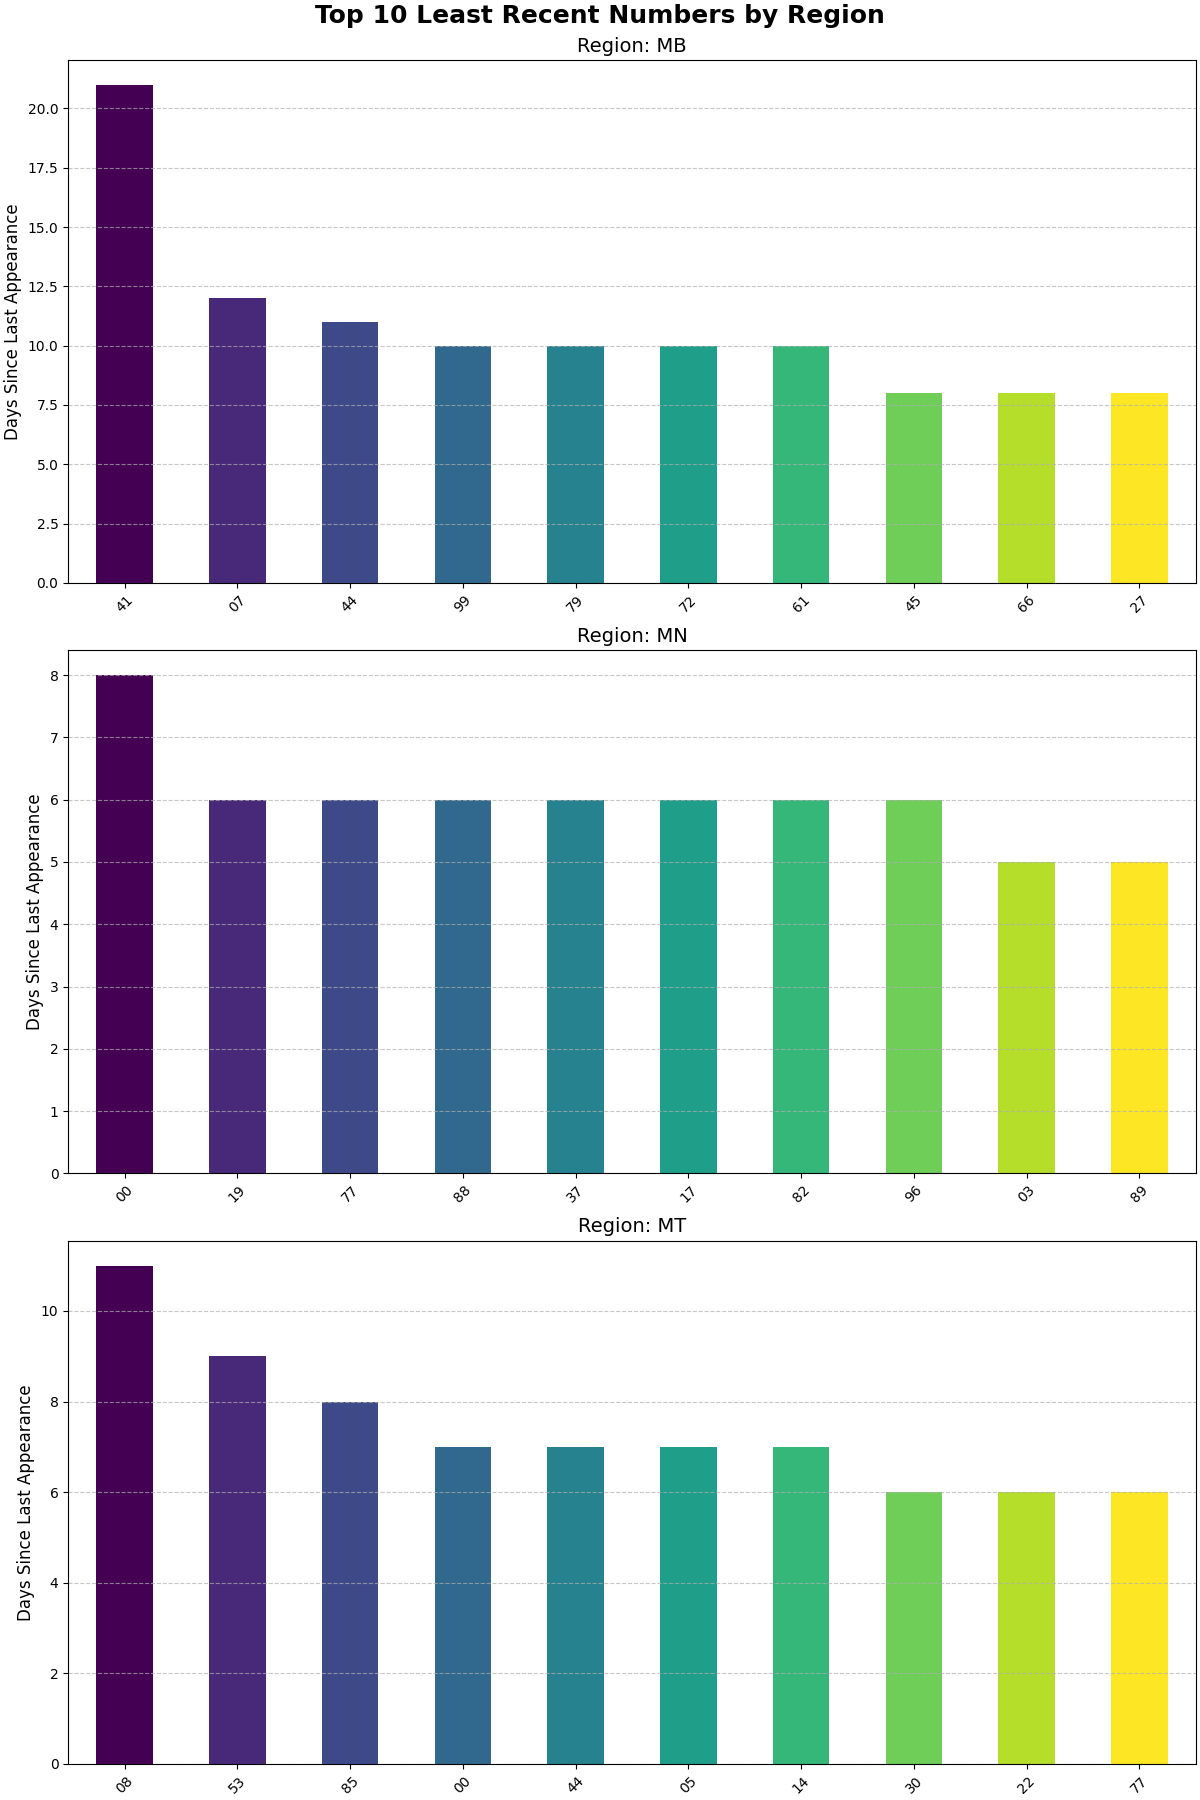 Top 10 Least Recent Numbers by Region
Region: MB
Days Since Last Appearance
20.0
17.5
15.0
12.5
10.0
7.5
5.0
2.5
0.0
41 07 44 99 79 72 61 45 66 27
Region: MN
Days Since Last Appearance
8
7
6
5
4
3
2
1
0
00 19 77 88 37 17 82 96 03 89
Region: MT
Days Since Last Appearance
10
8
6
4
2
0
08 53 85 00 44 05 14 30 22 77